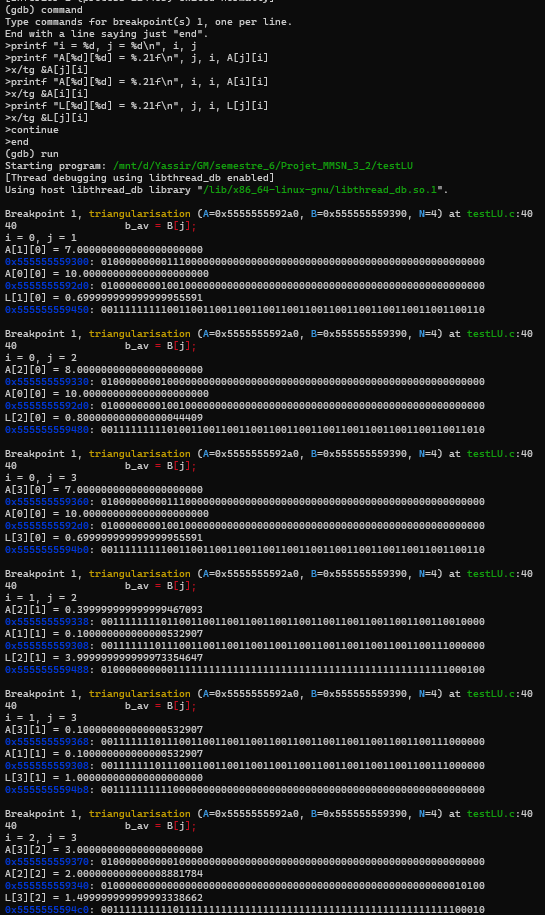 (gdb) command
Type commands for breakpoint(s) 1, one per line.
End with a line saying just "end".
>printf "i = %d, j = %d\n", i, j
>printf "A[%d][%d] = %.21f\n", j, i, A[j][i]
>x/tg &A[j][i]
>printf "A[%d][%d] = %.21f\n", i, i, A[i][i]
>x/tg &A[i][i]
>printf "L[%d][%d] = %.21f\n", j, i, L[j][i]
>x/tg &L[j][i]
>continue
>end
(gdb) run
Starting program: /mnt/d/Yassir/GM/semestre_6/Projet_MMSN_3_2/testLU
[Thread debugging using libthread_db enabled]
Using host libthread_db library "/lib/x86_64-linux-gnu/libthread_db.so.1".
Breakpoint 1, triangularisation (A=0x5555555592a0, B=0x555555559390, N=4) at testLU.c:40
40 b_av = B[j];
i = 0, j = 1
A[1][0] = 7.000000000000000000000
0x555555559300: 0100000000011100000000000000000000000000000000000000000000000000
A[0][0] = 10.000000000000000000000
0x5555555592d0: 0100000000100100000000000000000000000000000000000000000000000000
L[1][0] = 0.699999999999999955591
0x555555559450: 0011111111100110011001100110011001100110011001100110011001100110
Breakpoint 1, triangularisation (A=0x5555555592a0, B=0x555555559390, N=4) at testLU.c:40
40 b_av = B[j];
i = 0, j = 2
A[2][0] = 8.000000000000000000000
0x555555559330: 0100000000100000000000000000000000000000000000000000000000000000
A[0][0] = 10.000000000000000000000
0x5555555592d0: 0100000000100100000000000000000000000000000000000000000000000000
L[2][0] = 0.800000000000000044409
0x555555559480: 0011111111101001100110011001100110011001100110011001100110011010
Breakpoint 1, triangularisation (A=0x5555555592a0, B=0x555555559390, N=4) at testLU.c:40
40 b_av = B[j];
i = 0, j = 3
A[3][0] = 7.000000000000000000000
0x555555559360: 0100000000011100000000000000000000000000000000000000000000000000
A[0][0] = 10.000000000000000000000
0x5555555592d0: 0100000000100100000000000000000000000000000000000000000000000000
L[3][0] = 0.699999999999999955591
0x5555555594b0: 0011111111100110011001100110011001100110011001100110011001100110
Breakpoint 1, triangularisation (A=0x5555555592a0, B=0x555555559390, N=4) at testLU.c:40
40 b_av = B[j];
i = 1, j = 2
A[2][1] = 0.399999999999999467093
0x555555559338: 0011111111011001100110011001100110011001100110011001100110010000
A[1][1] = 0.100000000000000532907
0x555555559308: 0011111110111001100110011001100110011001100110011001100111000000
L[2][1] = 3.999999999999973354647
0x555555559488: 0100000000001111111111111111111111111111111111111111111111000100
Breakpoint 1, triangularisation (A=0x5555555592a0, B=0x555555559390, N=4) at testLU.c:40
40 b_av = B[j];
i = 1, j = 3
A[3][1] = 0.100000000000000532907
0x555555559368: 0011111110111001100110011001100110011001100110011001100111000000
A[1][1] = 0.100000000000000532907
0x555555559308: 0011111110111001100110011001100110011001100110011001100111000000
L[3][1] = 1.000000000000000000000
0x5555555594b8: 0011111111110000000000000000000000000000000000000000000000000000
Breakpoint 1, triangularisation (A=0x5555555592a0, B=0x555555559390, N=4) at testLU.c:40
40 b_av = B[j];
i = 2, j = 3
A[3][2] = 3.000000000000000000000
0x555555559370: 0100000000001000000000000000000000000000000000000000000000000000
A[2][2] = 2.000000000000008881784
0x555555559340: 0100000000000000000000000000000000000000000000000000000000010100
L[3][2] = 1.499999999999993338662
0x5555555594c0: 0011111111110111111111111111111111111111111111111111111111100010